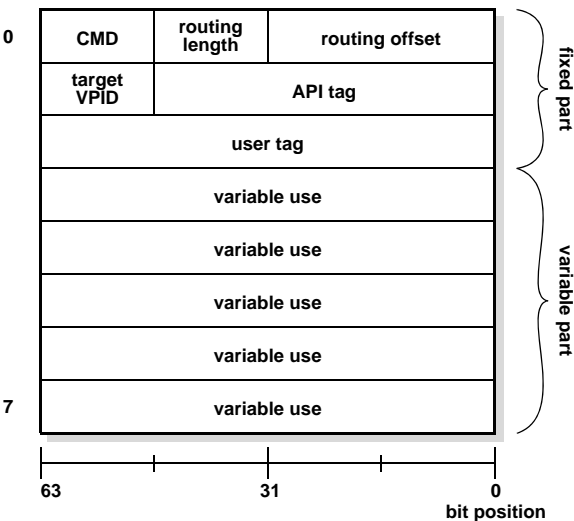 0
CMD
routing
length
routing offset
target
VPID
API tag
user tag
variable use
variable use
variable use
variable use
7
variable use
fixed part
variable part
63
31
0
bit position